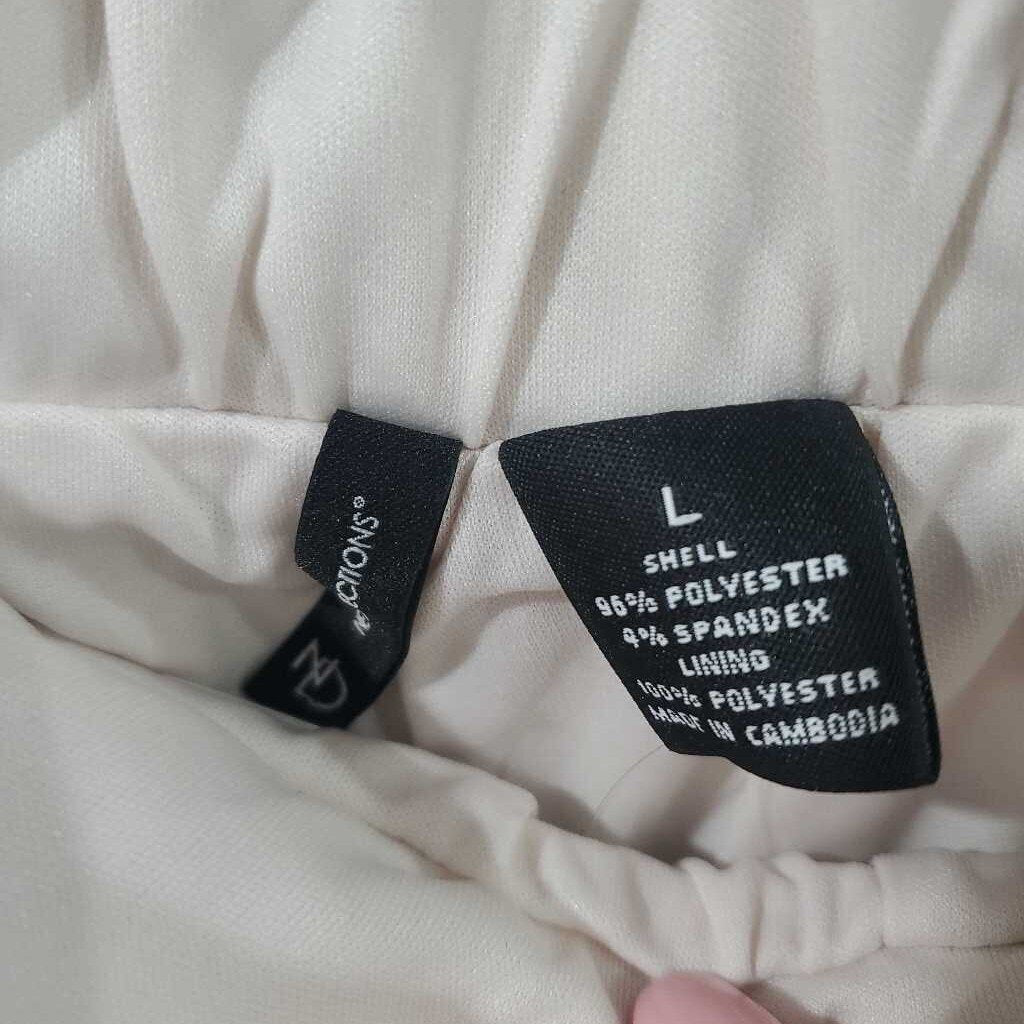 L
SHELL
96% POLYESTER
4% SPANDEX
LINING
100% POLYESTER
MADE IN CAMBODIA